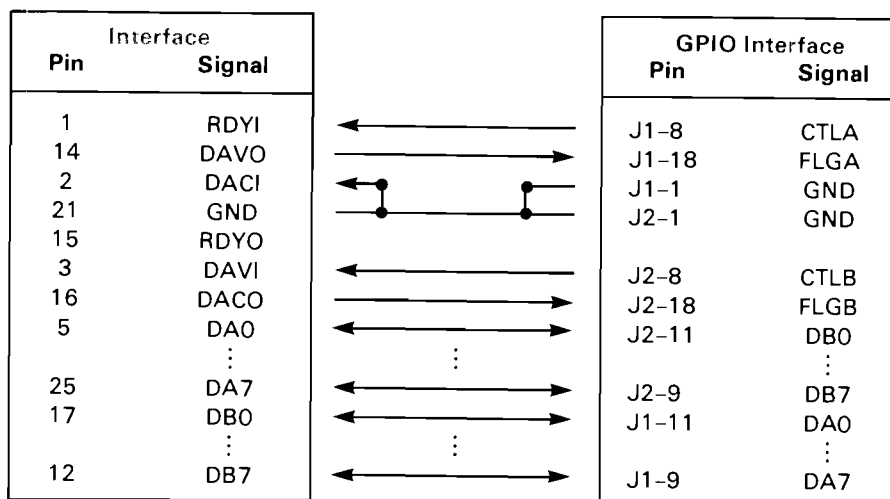 Interface
Pin Signal
1 RDYI
14 DAVO
2 DACI
21 GND
15 RDYO
3 DAVI
16 DACO
5 DA0
⋮
25 DA7
17 DB0
⋮
12 DB7
⋮
⋮
GPIO Interface
Pin Signal
J1–8 CTLA
J1–18 FLGA
J1–1 GND
J2–1 GND
J2–8 CTLB
J2–18 FLGB
J2–11 DB0
⋮
J2–9 DB7
J1–11 DA0
⋮
J1–9 DA7